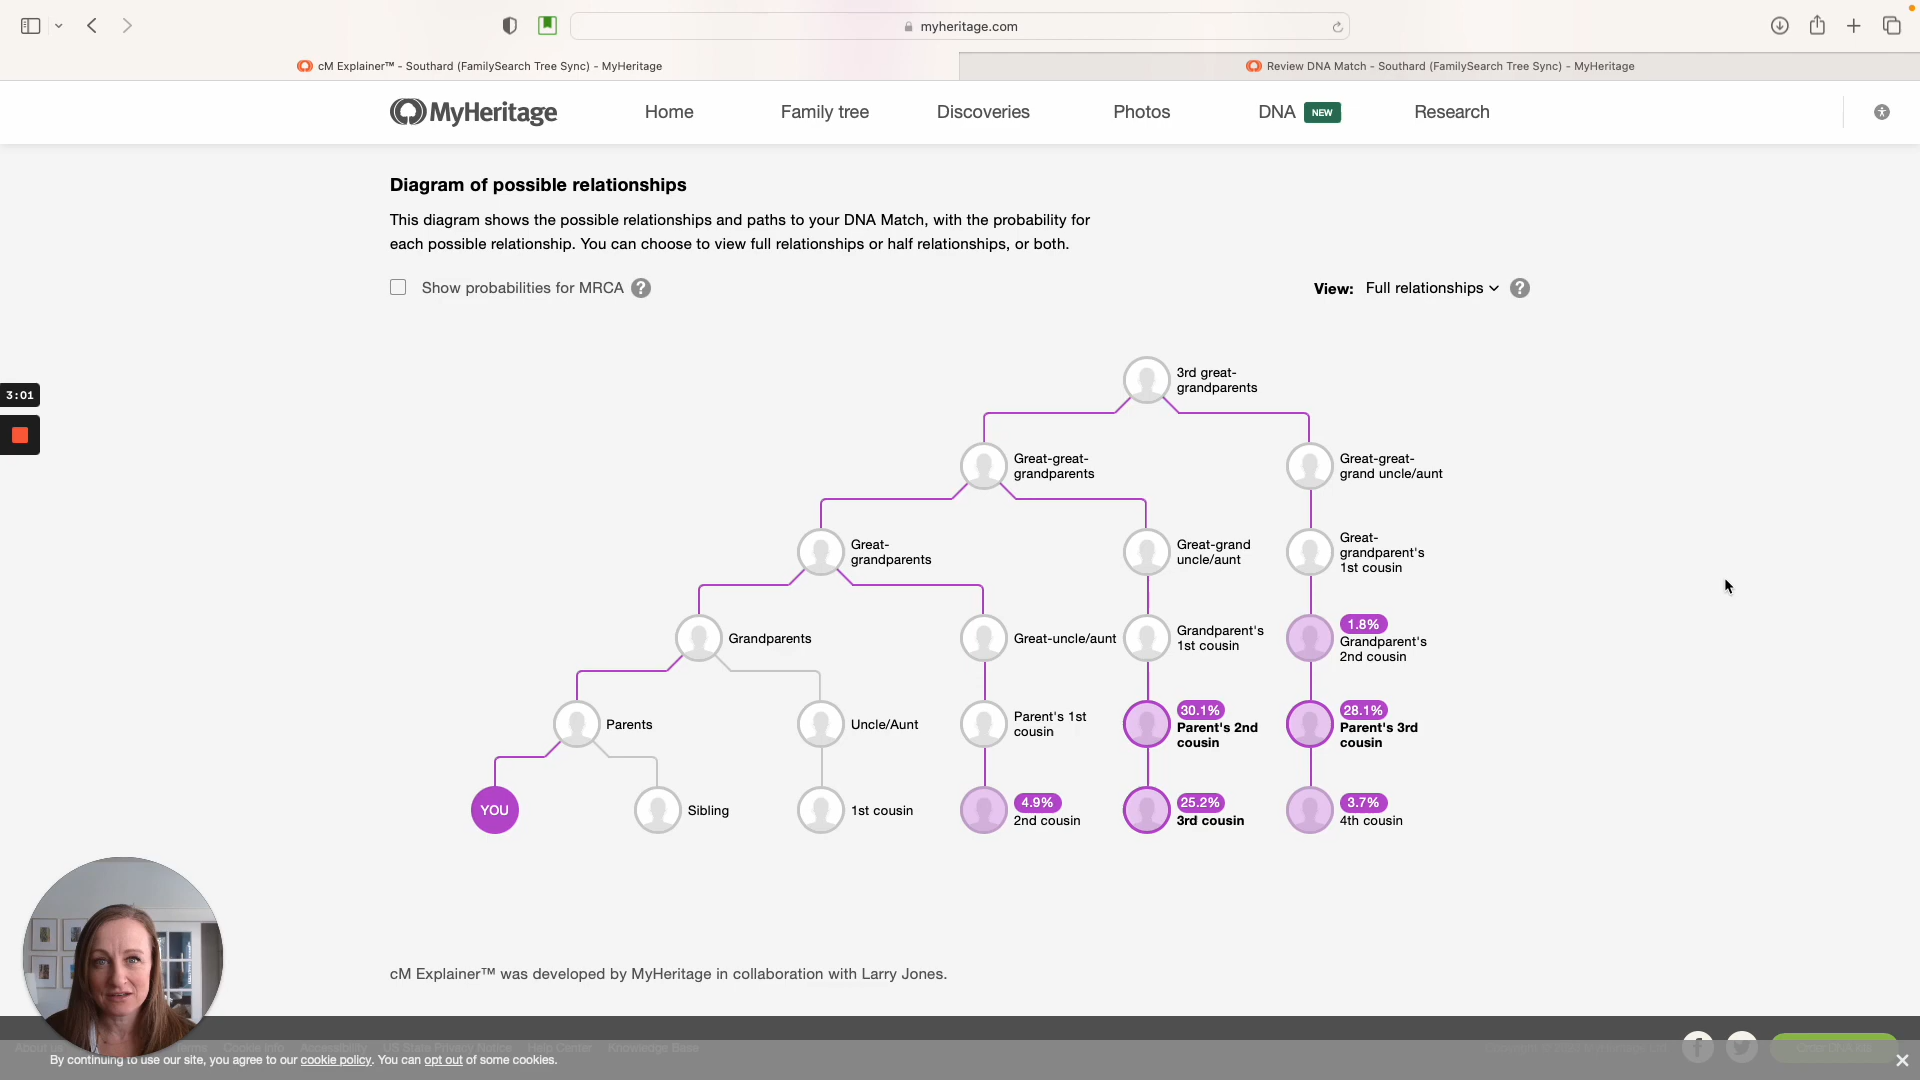 myheritage.com
cM Explainer™ - Southard (FamilySearch Tree Sync) - MyHeritage
Review DNA Match - Southard (FamilySearch Tree Sync) - MyHeritage
MyHeritage
Home
Family tree
Discoveries
Photos
DNA NEW
Research
Diagram of possible relationships
This diagram shows the possible relationships and paths to your DNA Match, with the probability for
each possible relationship. You can choose to view full relationships or half relationships, or both.
Show probabilities for MRCA ?
View: Full relationships ?
3:01
3rd great-
grandparents
Great-great-
grandparents
Great-great-
grand uncle/aunt
Great-
grandparents
Great-grand
uncle/aunt
Great-
grandparent's
1st cousin
Grandparents
Great-uncle/aunt
Grandparent's
1st cousin
1.8%
Grandparent's
2nd cousin
Parents
Uncle/Aunt
Parent's 1st
cousin
30.1%
Parent's 2nd
cousin
28.1%
Parent's 3rd
cousin
YOU
Sibling
1st cousin
4.9%
2nd cousin
25.2%
3rd cousin
3.7%
4th cousin
cM Explainer™ was developed by MyHeritage in collaboration with Larry Jones.
Help Center
Knowledge Base
By continuing to use our site, you agree to our cookie policy. You can opt out of some cookies.